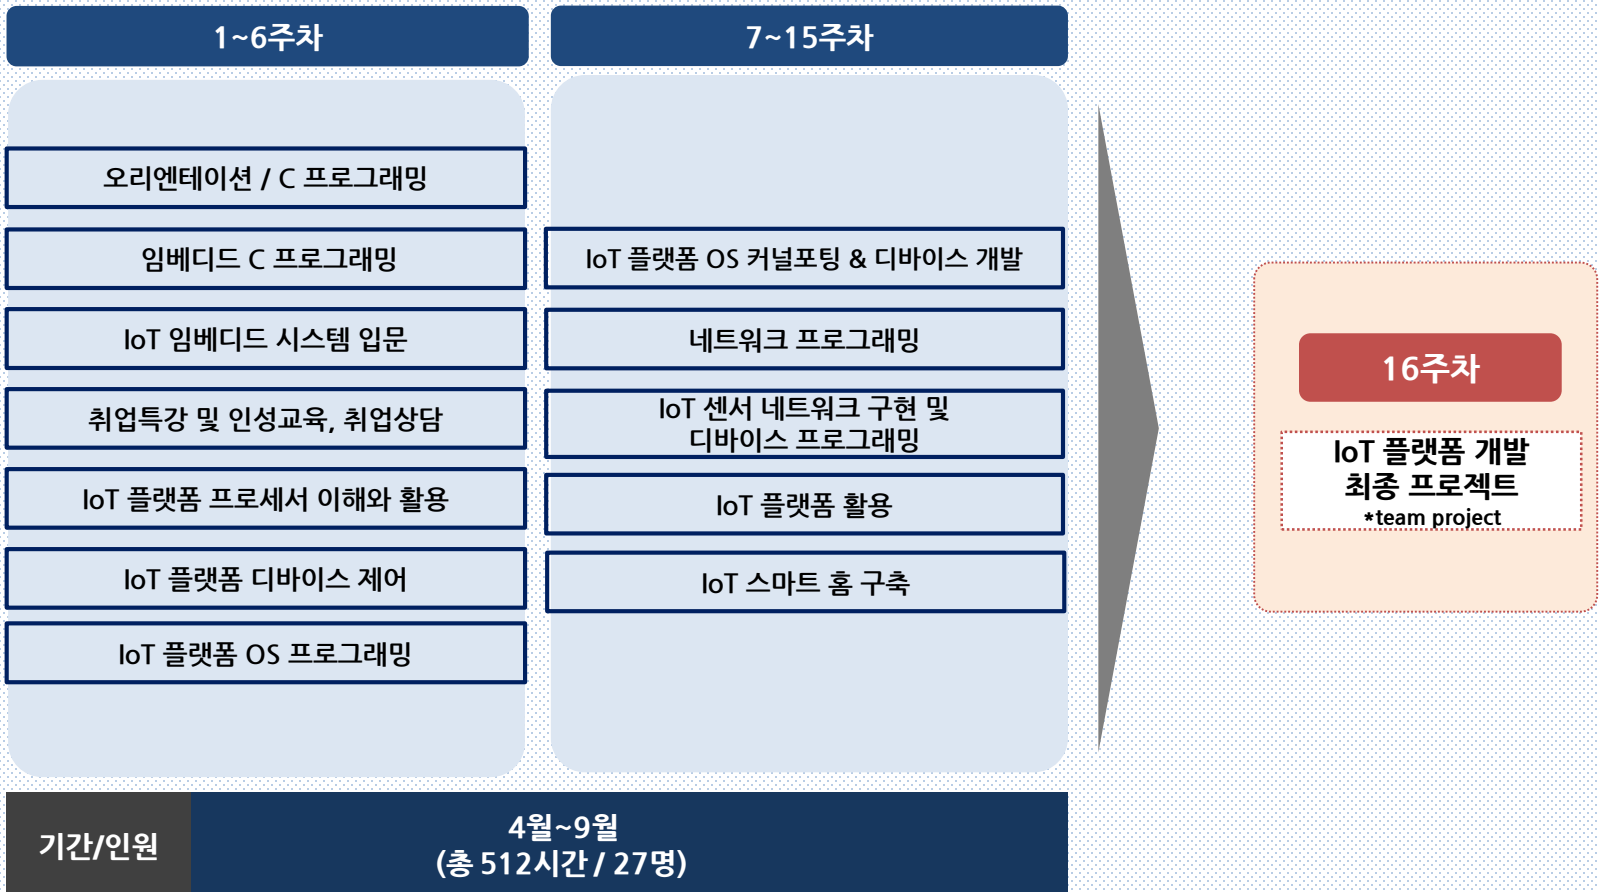 1~6주차
오리엔테이션 / C 프로그래밍
임베디드 C 프로그래밍
IoT 임베디드 시스템 입문
취업특강 및 인성교육, 취업상담
IoT 플랫폼 프로세서 이해와 활용
IoT 플랫폼 디바이스 제어
IoT 플랫폼 OS 프로그래밍
7~15주차
IoT 플랫폼 OS 커널포팅 & 디바이스 개발
네트워크 프로그래밍
IoT 센서 네트워크 구현 및
디바이스 프로그래밍
IoT 플랫폼 활용
IoT 스마트 홈 구축
16주차
IoT 플랫폼 개발
최종 프로젝트
*team project
기간/인원
4월~9월
(총 512시간 / 27명)